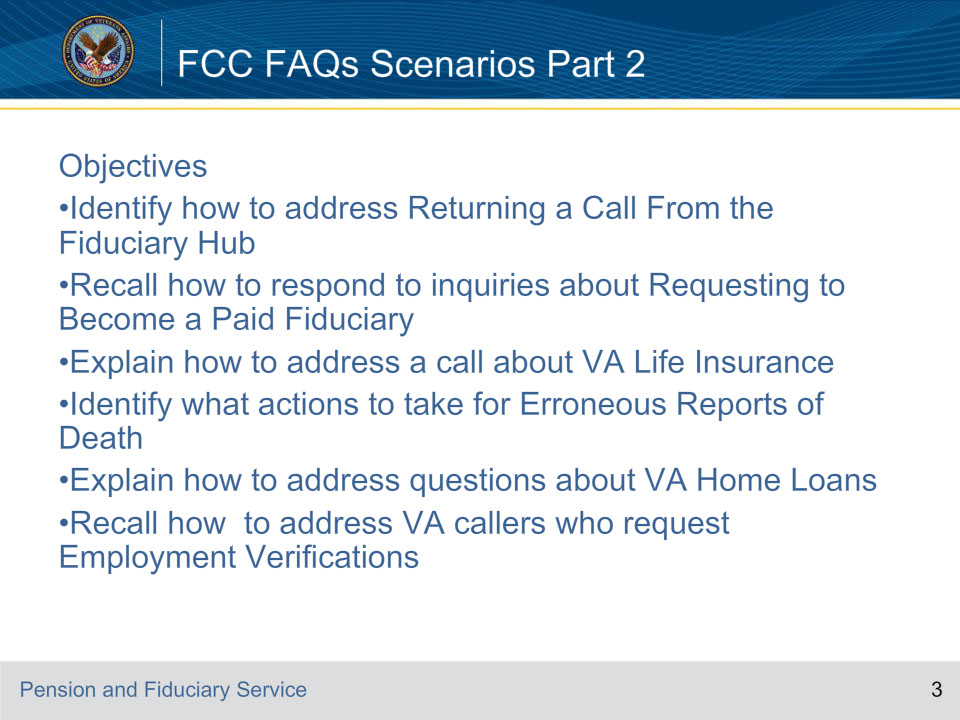 FCC FAQs Scenarios Part 2
Objectives
•Identify how to address Returning a Call From the
Fiduciary Hub
•Recall how to respond to inquiries about Requesting to
Become a Paid Fiduciary
•Explain how to address a call about VA Life Insurance
•Identify what actions to take for Erroneous Reports of
Death
•Explain how to address questions about VA Home Loans
•Recall how  to address VA callers who request
Employment Verifications
Pension and Fiduciary Service
3